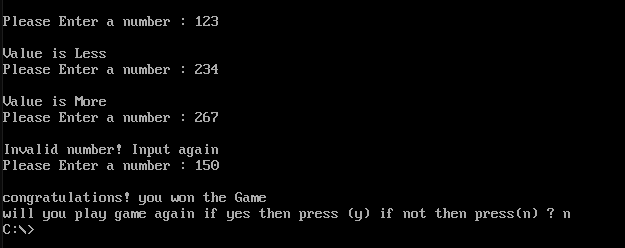 Please Enter a number : 123
Value is Less
Please Enter a number : 234
Value is More
Please Enter a number : 267
Invalid number! Input again
Please Enter a number : 150
congratulations! you won the Game
will you play game again if yes then press (y) if not then press(n) ? n
C:\>